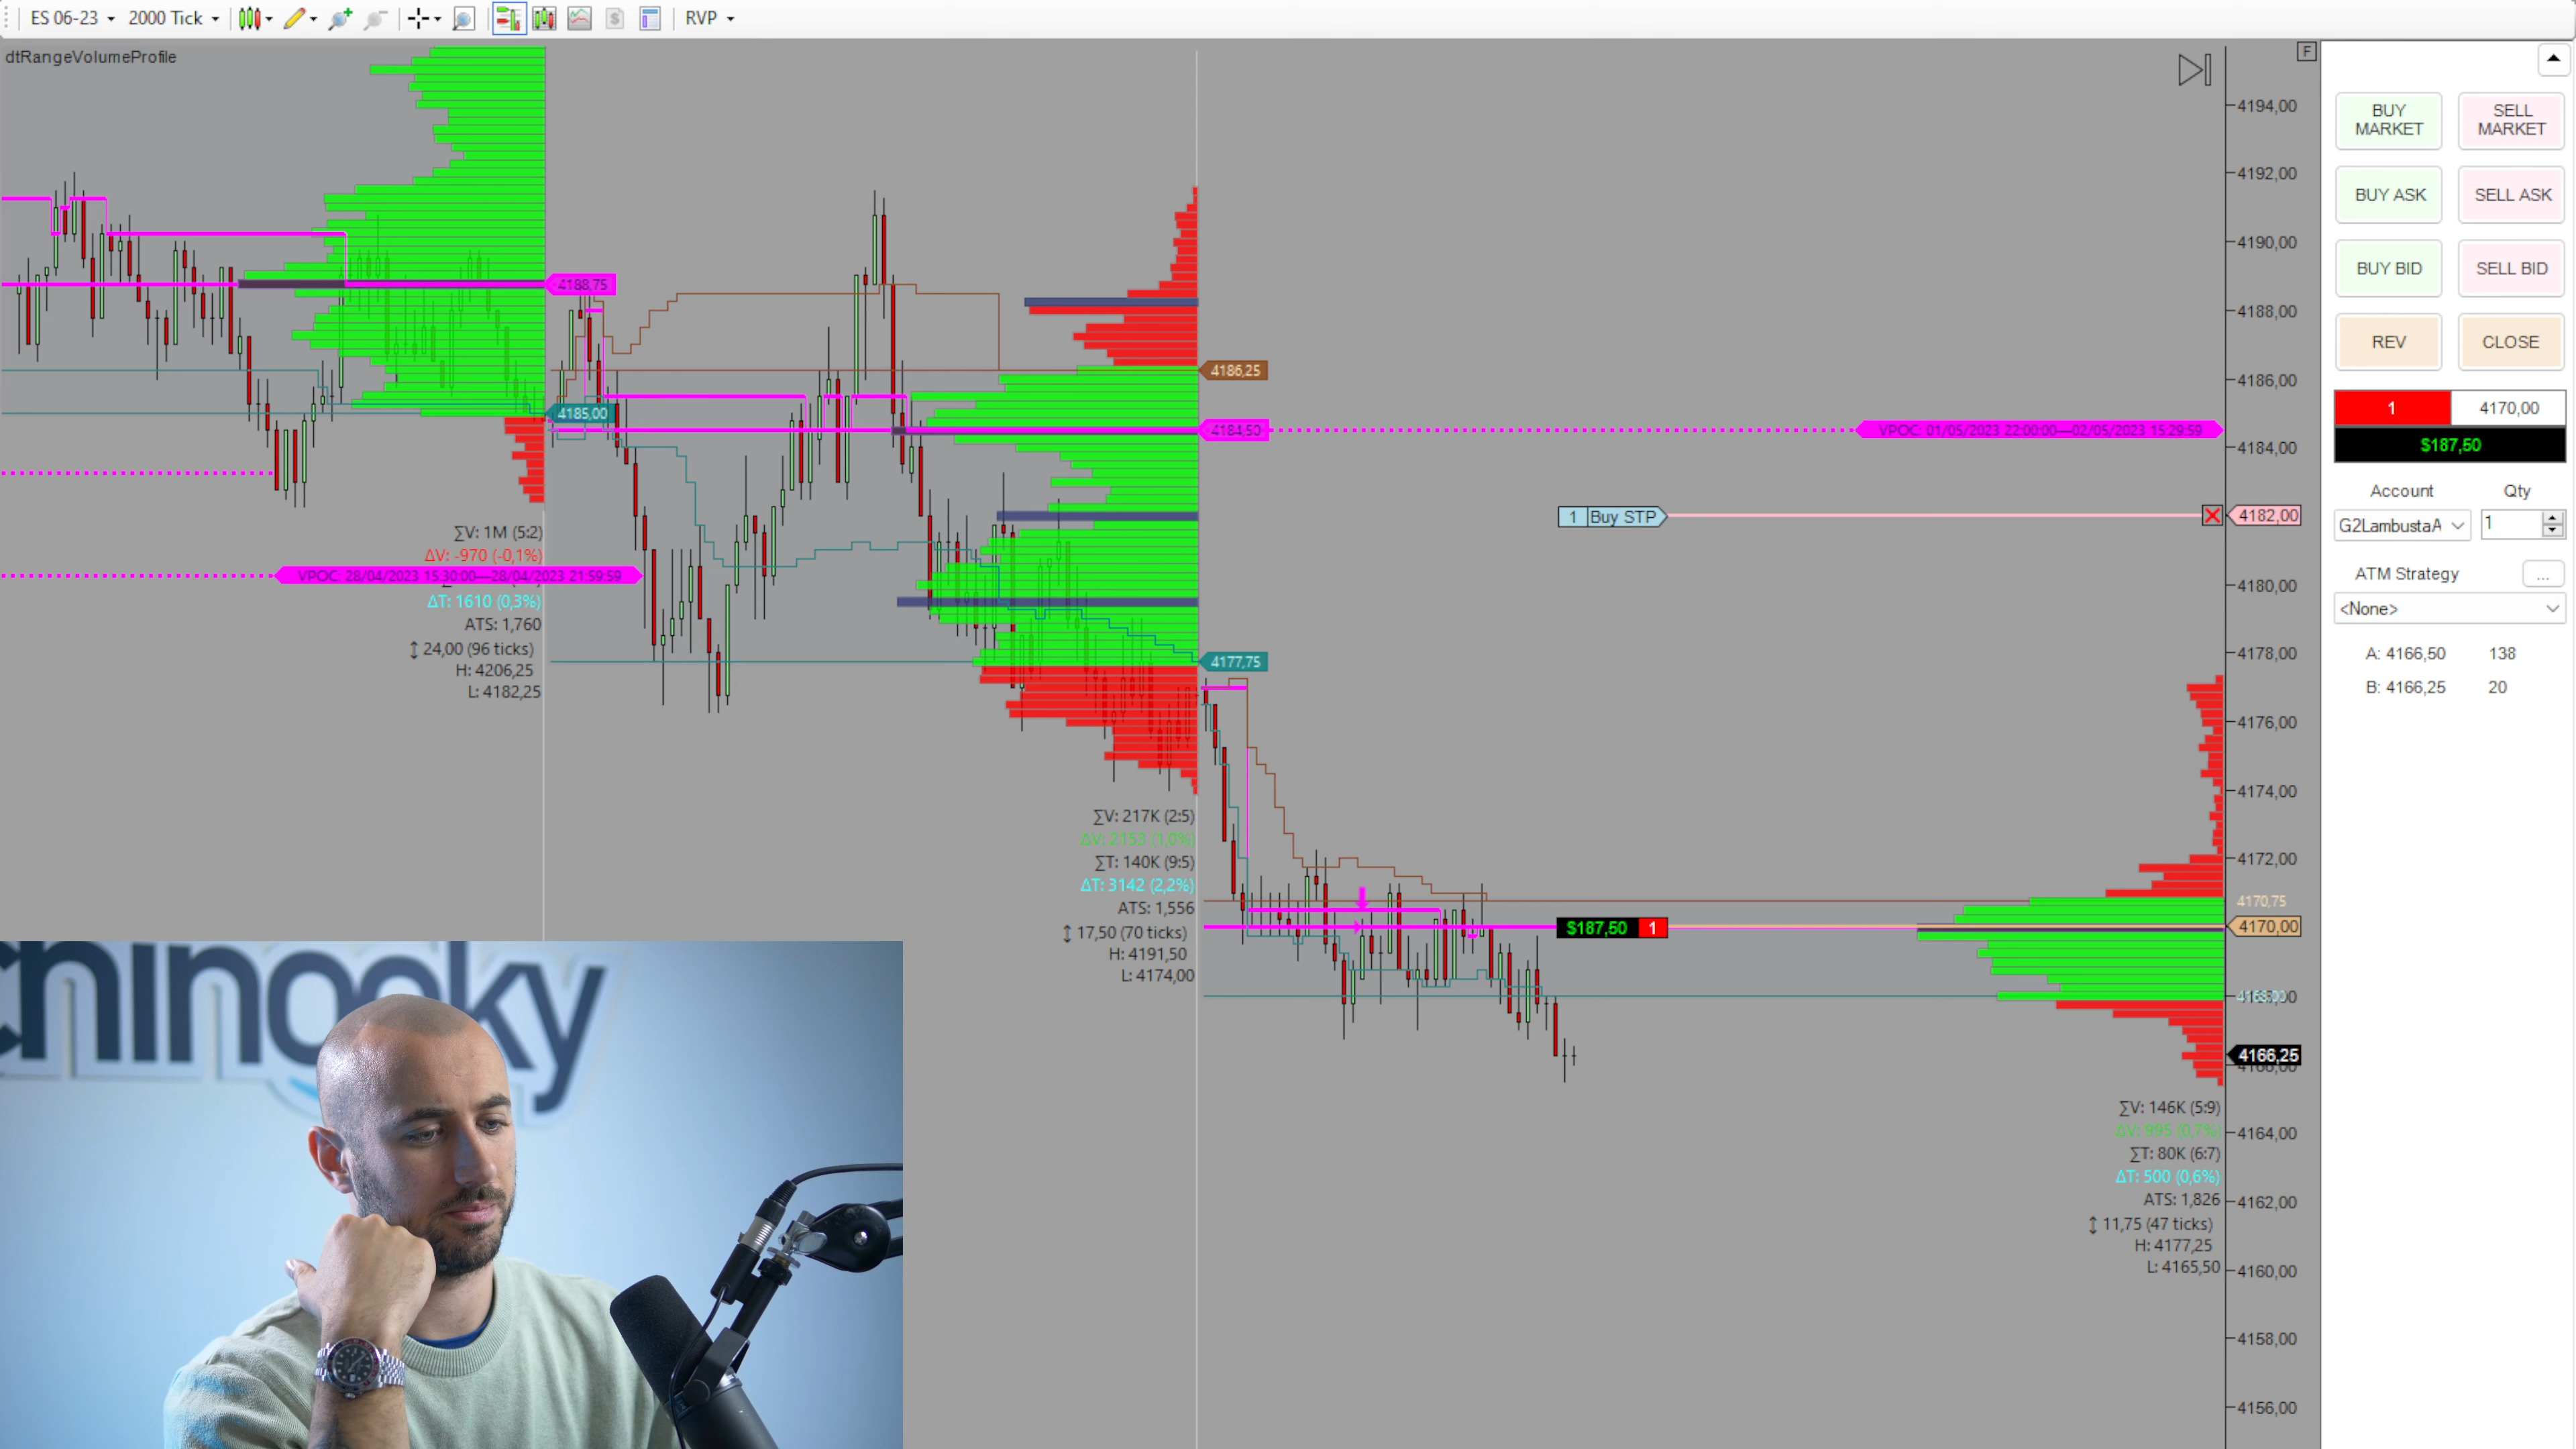 ES 06-23
2000 Tick
RVP
dtRangeVolumeProfile
F
4194,00
4192,00
4190,00
4188,00
4186,00
4184,00
4182,00
4180,00
4178,00
4176,00
4174,00
4172,00
4170,75
4170,00
4166,25
4164,00
4162,00
4160,00
4158,00
4156,00
4188,75
4185,00
4186,25
4184,50
VPOC: 01/05/2023 22:00:00—02/05/2023 15:29:59
1 Buy STP
ΣV: 1M (5:2)
ΔV: -970 (-0,1%)
VPOC: 28/04/2023 15:30:00—28/04/2023 21:59:59
ΔT: 1610 (0,3%)
ATS: 1,760
↕ 24,00 (96 ticks)
H: 4206,25
L: 4182,25
4177,75
ΣV: 217K (2:5)
ΔV: 2153 (1,0%)
ΣT: 140K (9:5)
ΔT: 3142 (2,2%)
ATS: 1,556
↕ 17,50 (70 ticks)
H: 4191,50
L: 4174,00
$187,50 1
ΣV: 146K (5:9)
ΔV: 995 (0,7%)
ΣT: 80K (6:7)
ΔT: 500 (0,6%)
ATS: 1,826
↕ 11,75 (47 ticks)
H: 4177,25
L: 4165,50
BUY MARKET
SELL MARKET
BUY ASK
SELL ASK
BUY BID
SELL BID
REV
CLOSE
1
4170,00
$187,50
Account
Qty
G2LambustaA
1
ATM Strategy
...
<None>
A: 4166,50 138
B: 4166,25 20